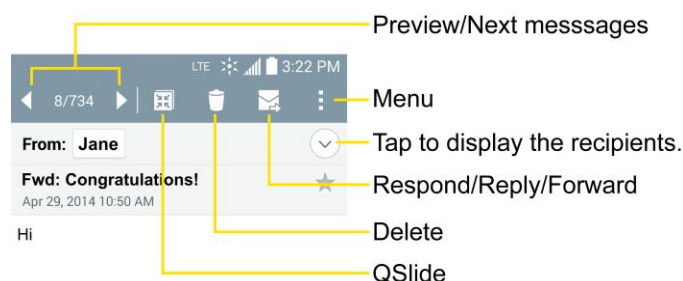 Preview/Next messsages
LTE 3:22 PM
8/734
Menu
From: Jane
Tap to display the recipients.
Fwd: Congratulations!
Apr 29, 2014 10:50 AM
Respond/Reply/Forward
Hi
Delete
QSlide